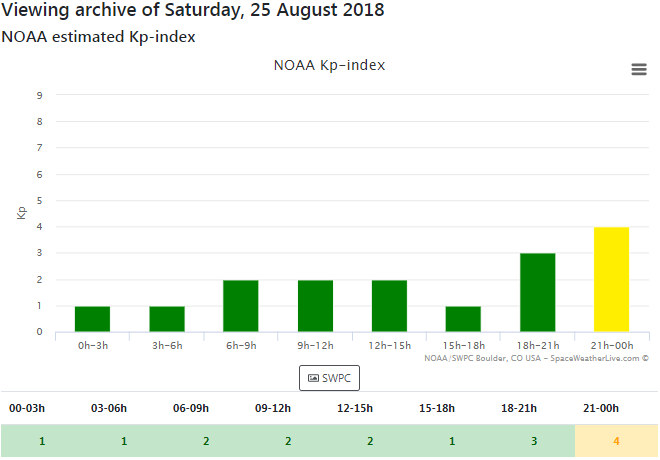 Viewing archive of Saturday, 25 August 2018
NOAA estimated Kp-index
NOAA Kp-index
Kp
9
8
7
6
5
4
3
2
1
0
0h-3h 3h-6h 6h-9h 9h-12h 12h-15h 15h-18h 18h-21h 21h-00h
NOAA/SWPC Boulder, CO USA - SpaceWeatherLive.com ©
SWPC
00-03h 03-06h 06-09h 09-12h 12-15h 15-18h 18-21h 21-00h
1 1 2 2 2 1 3 4